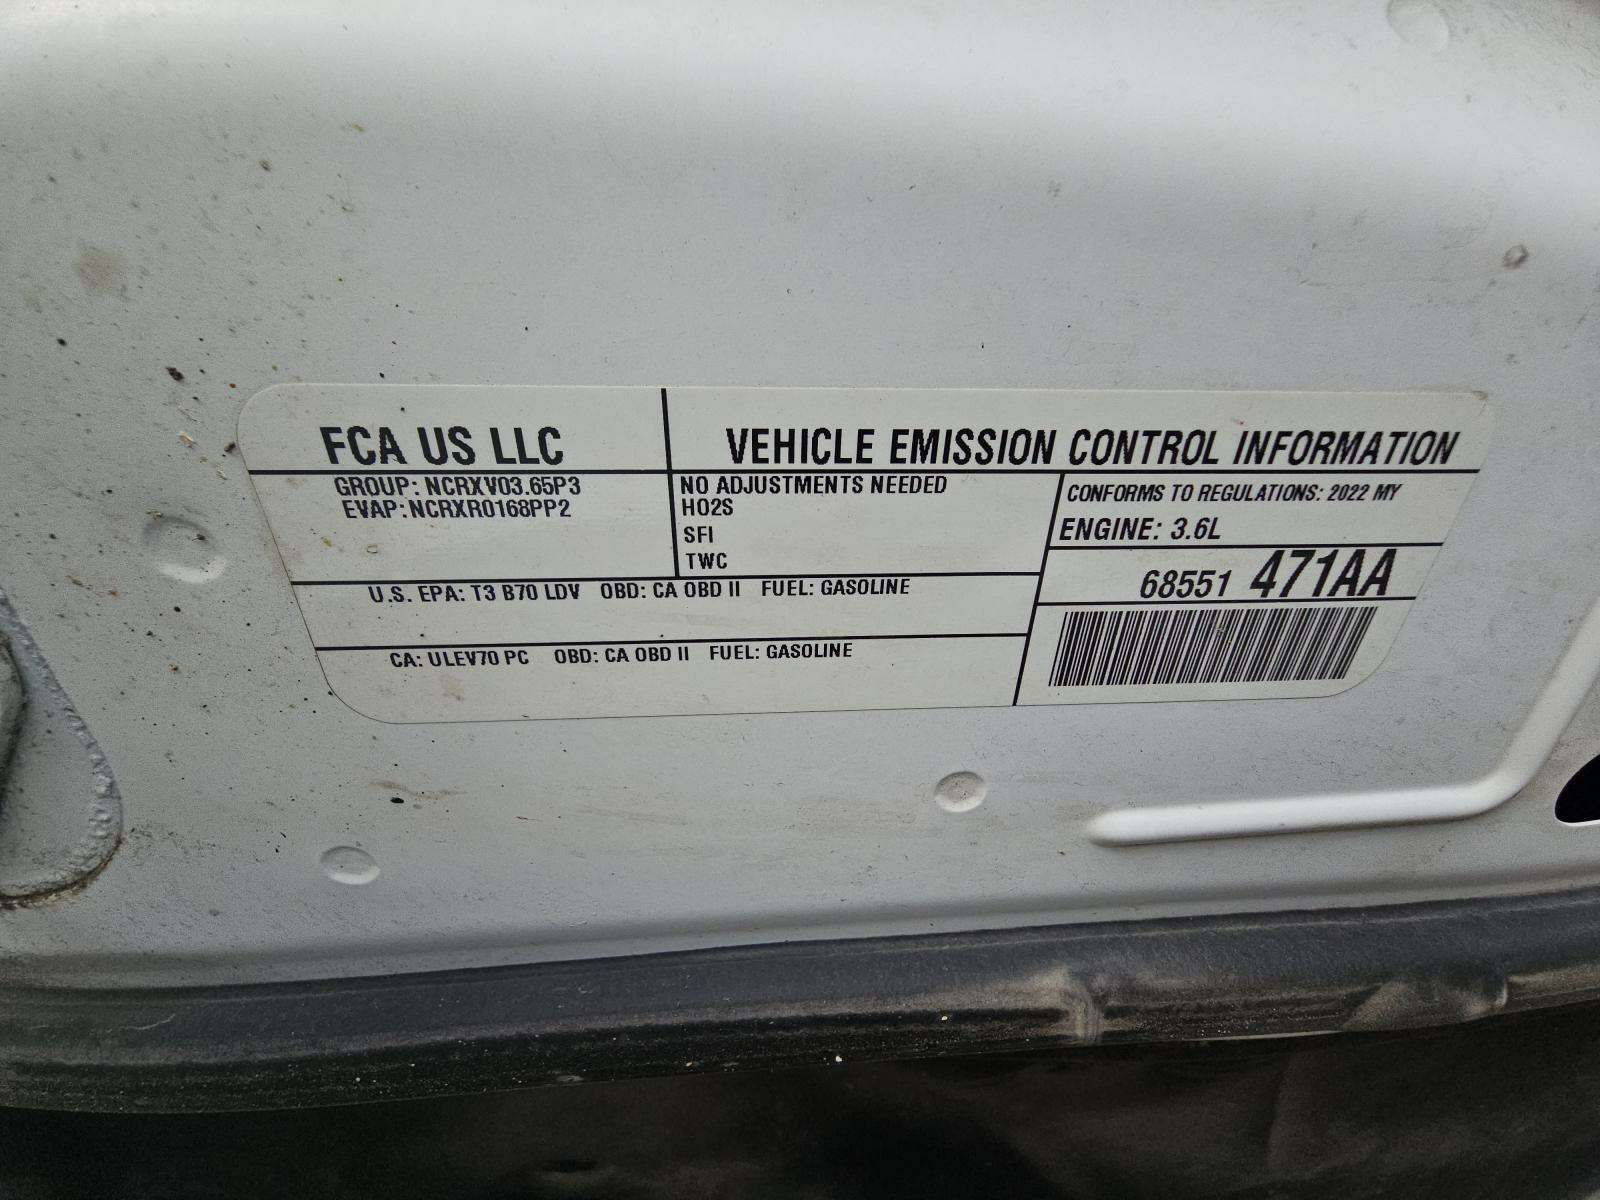 FCA US LLC
VEHICLE EMISSION CONTROL INFORMATION
GROUP: NCRXV03.65P3
EVAP:NCRXR0168PP2
NO ADJUSTMENTS NEEDED
HO2S
SFI
TWC
CONFORMS TO REGULATIONS: 2022 MY
ENGINE: 3.6L
68551 471AA
U.S. EPA: T3 B70 LDV OBD: CA OBD II FUEL: GASOLINE
CA: ULEV70 PC OBD: CA OBD II FUEL: GASOLINE